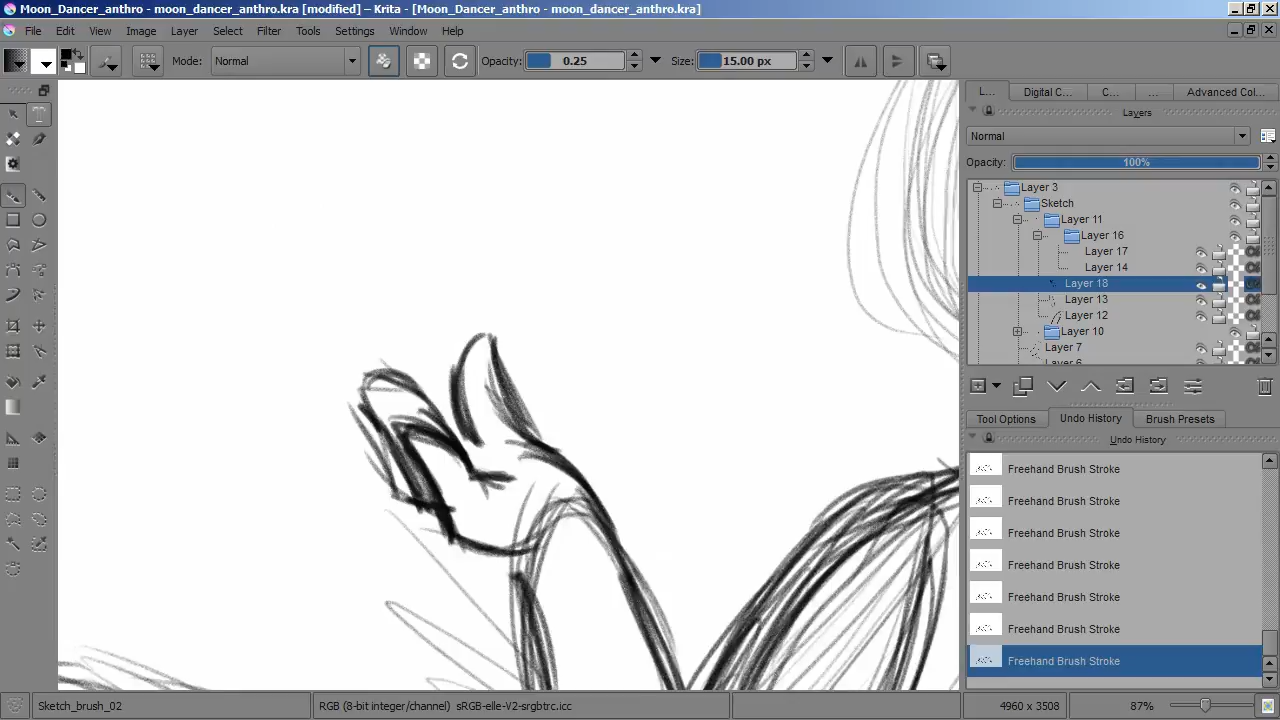 Moon_Dancer_anthro - moon_dancer_anthro.kra [modified] – Krita - [Moon_Dancer_anthro - moon_dancer_anthro.kra]
File Edit View Image Layer Select Filter Tools Settings Window Help
Mode: Normal Opacity: 0.25 Size: 15.00 px
L... Digital C... C... ... Advanced Col...
Layers
Normal
Opacity: 100%
Layer 3
Sketch
Layer 11
Layer 16
Layer 17
Layer 14
Layer 18
Layer 13
Layer 12
Layer 10
Layer 7
Layer 6
Tool Options Undo History Brush Presets
Undo History
Freehand Brush Stroke
Freehand Brush Stroke
Freehand Brush Stroke
Freehand Brush Stroke
Freehand Brush Stroke
Freehand Brush Stroke
Freehand Brush Stroke
Sketch_brush_02 RGB (8-bit integer/channel) sRGB-elle-V2-srgbtrc.icc 4960 x 3508 87%